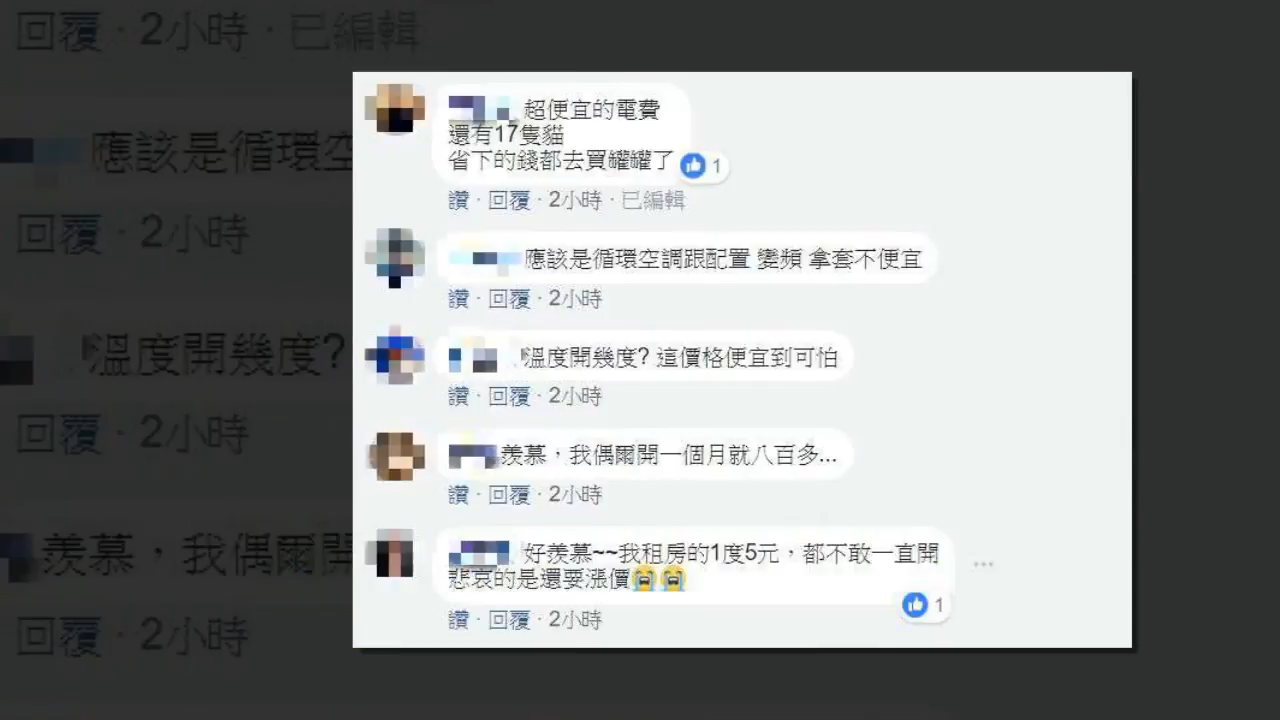 回覆 · 2小時 · 已編輯
應該是循環空
回覆 · 2小時
溫度開幾度?
回覆 · 2小時
羨慕，我偶爾開
回覆 · 2小時
超便宜的電費
還有17隻貓
省下的錢都去買罐罐了
1
讚 · 回覆 · 2小時 · 已編輯
應該是循環空調跟配置 變頻 拿套不便宜
讚 · 回覆 · 2小時
溫度開幾度? 這價格便宜到可怕
讚 · 回覆 · 2小時
羨慕，我偶爾開一個月就八百多...
讚 · 回覆 · 2小時
好羨慕~~我租房的1度5元，都不敢一直開
悲哀的是還要漲價😭😭
1
讚 · 回覆 · 2小時